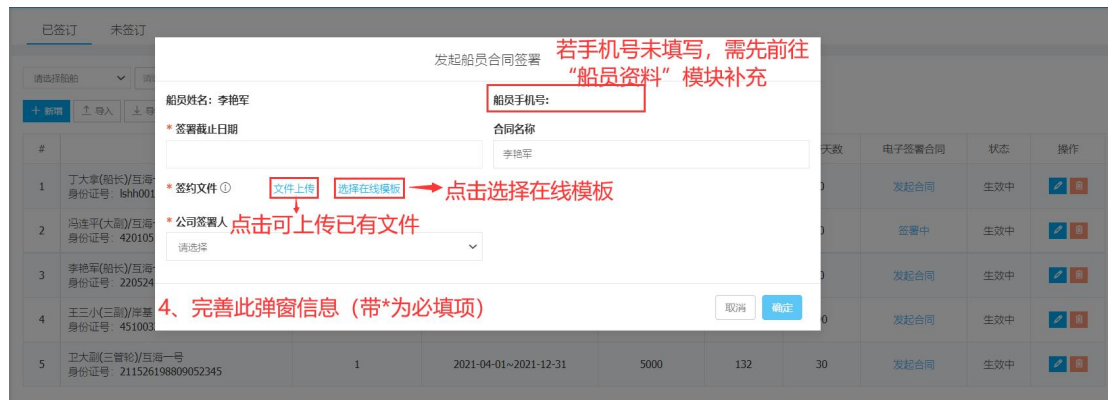 已签订 未签订
发起船员合同签署
若手机号未填写，需先前往
“船员资料”模块补充
请选择船舶
船员姓名：李艳军 船员手机号：
+ 新增 导入
* 签署截止日期 合同名称
李艳军
# 天数 电子签署合同 状态 操作
1 丁大拿(船长)/互海 发起合同 生效中
身份证号：lshh001
* 签约文件 文件上传 选择在线模板 点击选择在线模板
* 公司签署人 点击可上传已有文件
2 冯连平(大副)/互海 签署中 生效中
身份证号：420105
请选择
3 李艳军(船长)/互海 发起合同 生效中
身份证号：220524
4、完善此弹窗信息（带*为必填项）
取消 确定
4 王三小(三副)/岸基 发起合同 生效中
身份证号：451003
5 卫大副(三管轮)/互海一号 1 2021-04-01~2021-12-31 5000 132 30 发起合同 生效中
身份证号：211526198809052345